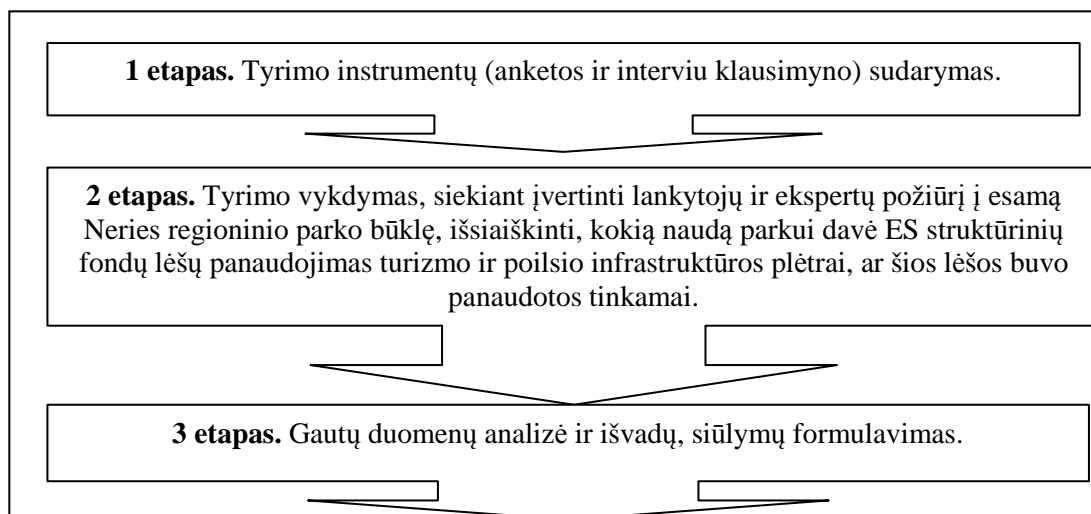 1 etapas. Tyrimo instrumentų (anketos ir interviu klausimyno) sudarymas.
2 etapas. Tyrimo vykdymas, siekiant įvertinti lankytojų ir ekspertų požiūrį į esamą
Neries regioninio parko būklę, išsiaiškinti, kokią naudą parkui davė ES struktūrinių
fondų lėšų panaudojimas turizmo ir poilsio infrastruktūros plėtrai, ar šios lėšos buvo
panaudotos tinkamai.
3 etapas. Gautų duomenų analizė ir išvadų, siūlymų formulavimas.